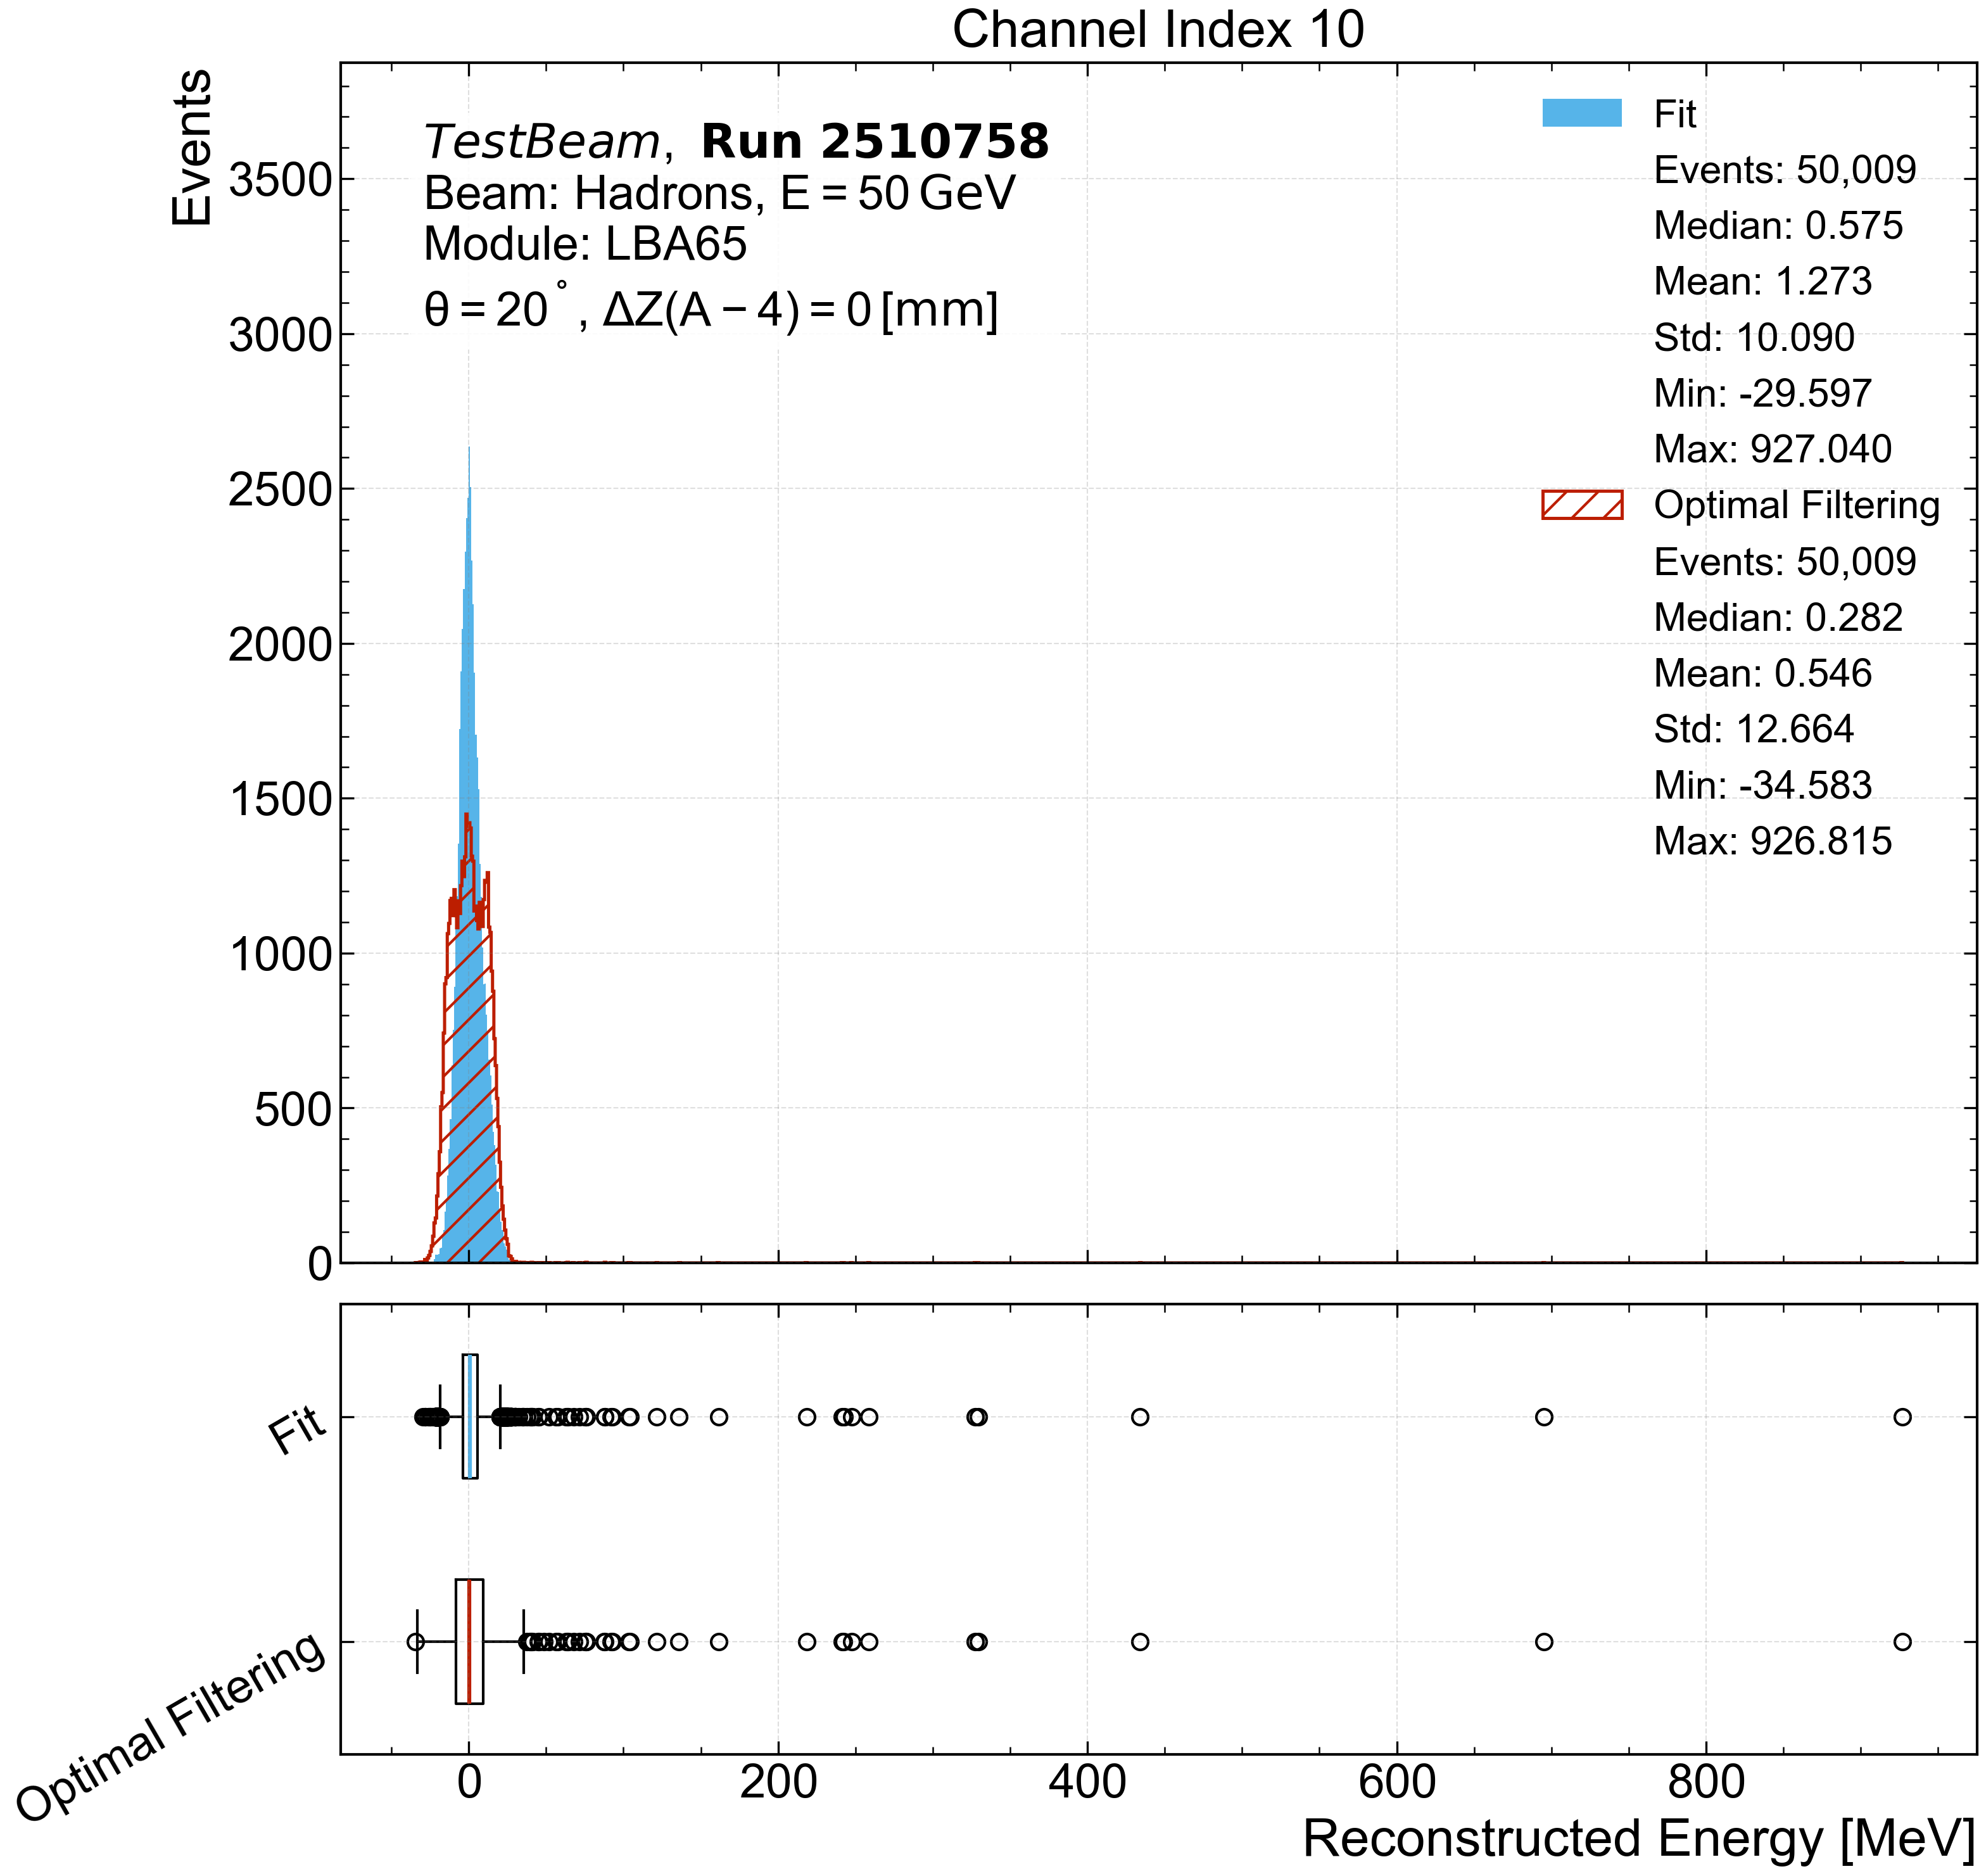 Channel Index 10
Events
3500
3000
2500
2000
1500
1000
500
0
TestBeam, Run 2510758
Beam: Hadrons, E = 50 GeV
Module: LBA65
θ = 20°, ΔZ(A − 4) = 0 [mm]
Fit
Events: 50,009
Median: 0.575
Mean: 1.273
Std: 10.090
Min: -29.597
Max: 927.040
Optimal Filtering
Events: 50,009
Median: 0.282
Mean: 0.546
Std: 12.664
Min: -34.583
Max: 926.815
Fit
Optimal Filtering
0 200 400 600 800
Reconstructed Energy [MeV]